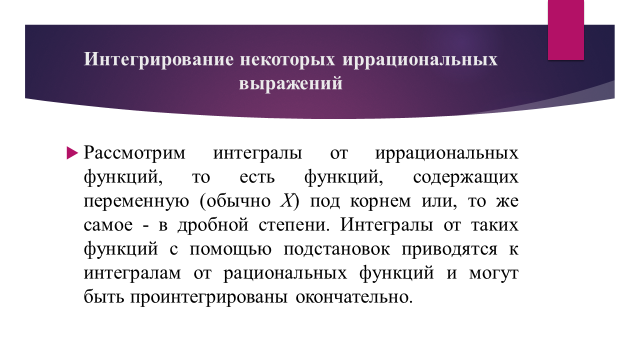 Интегрирование некоторых иррациональных
выражений
Рассмотрим интегралы от иррациональных
функций, то есть функций, содержащих
переменную (обычно X) под корнем или, то же
самое - в дробной степени. Интегралы от таких
функций с помощью подстановок приводятся к
интегралам от рациональных функций и могут
быть проинтегрированы окончательно.